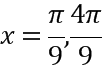 x = π/9, 4π/9